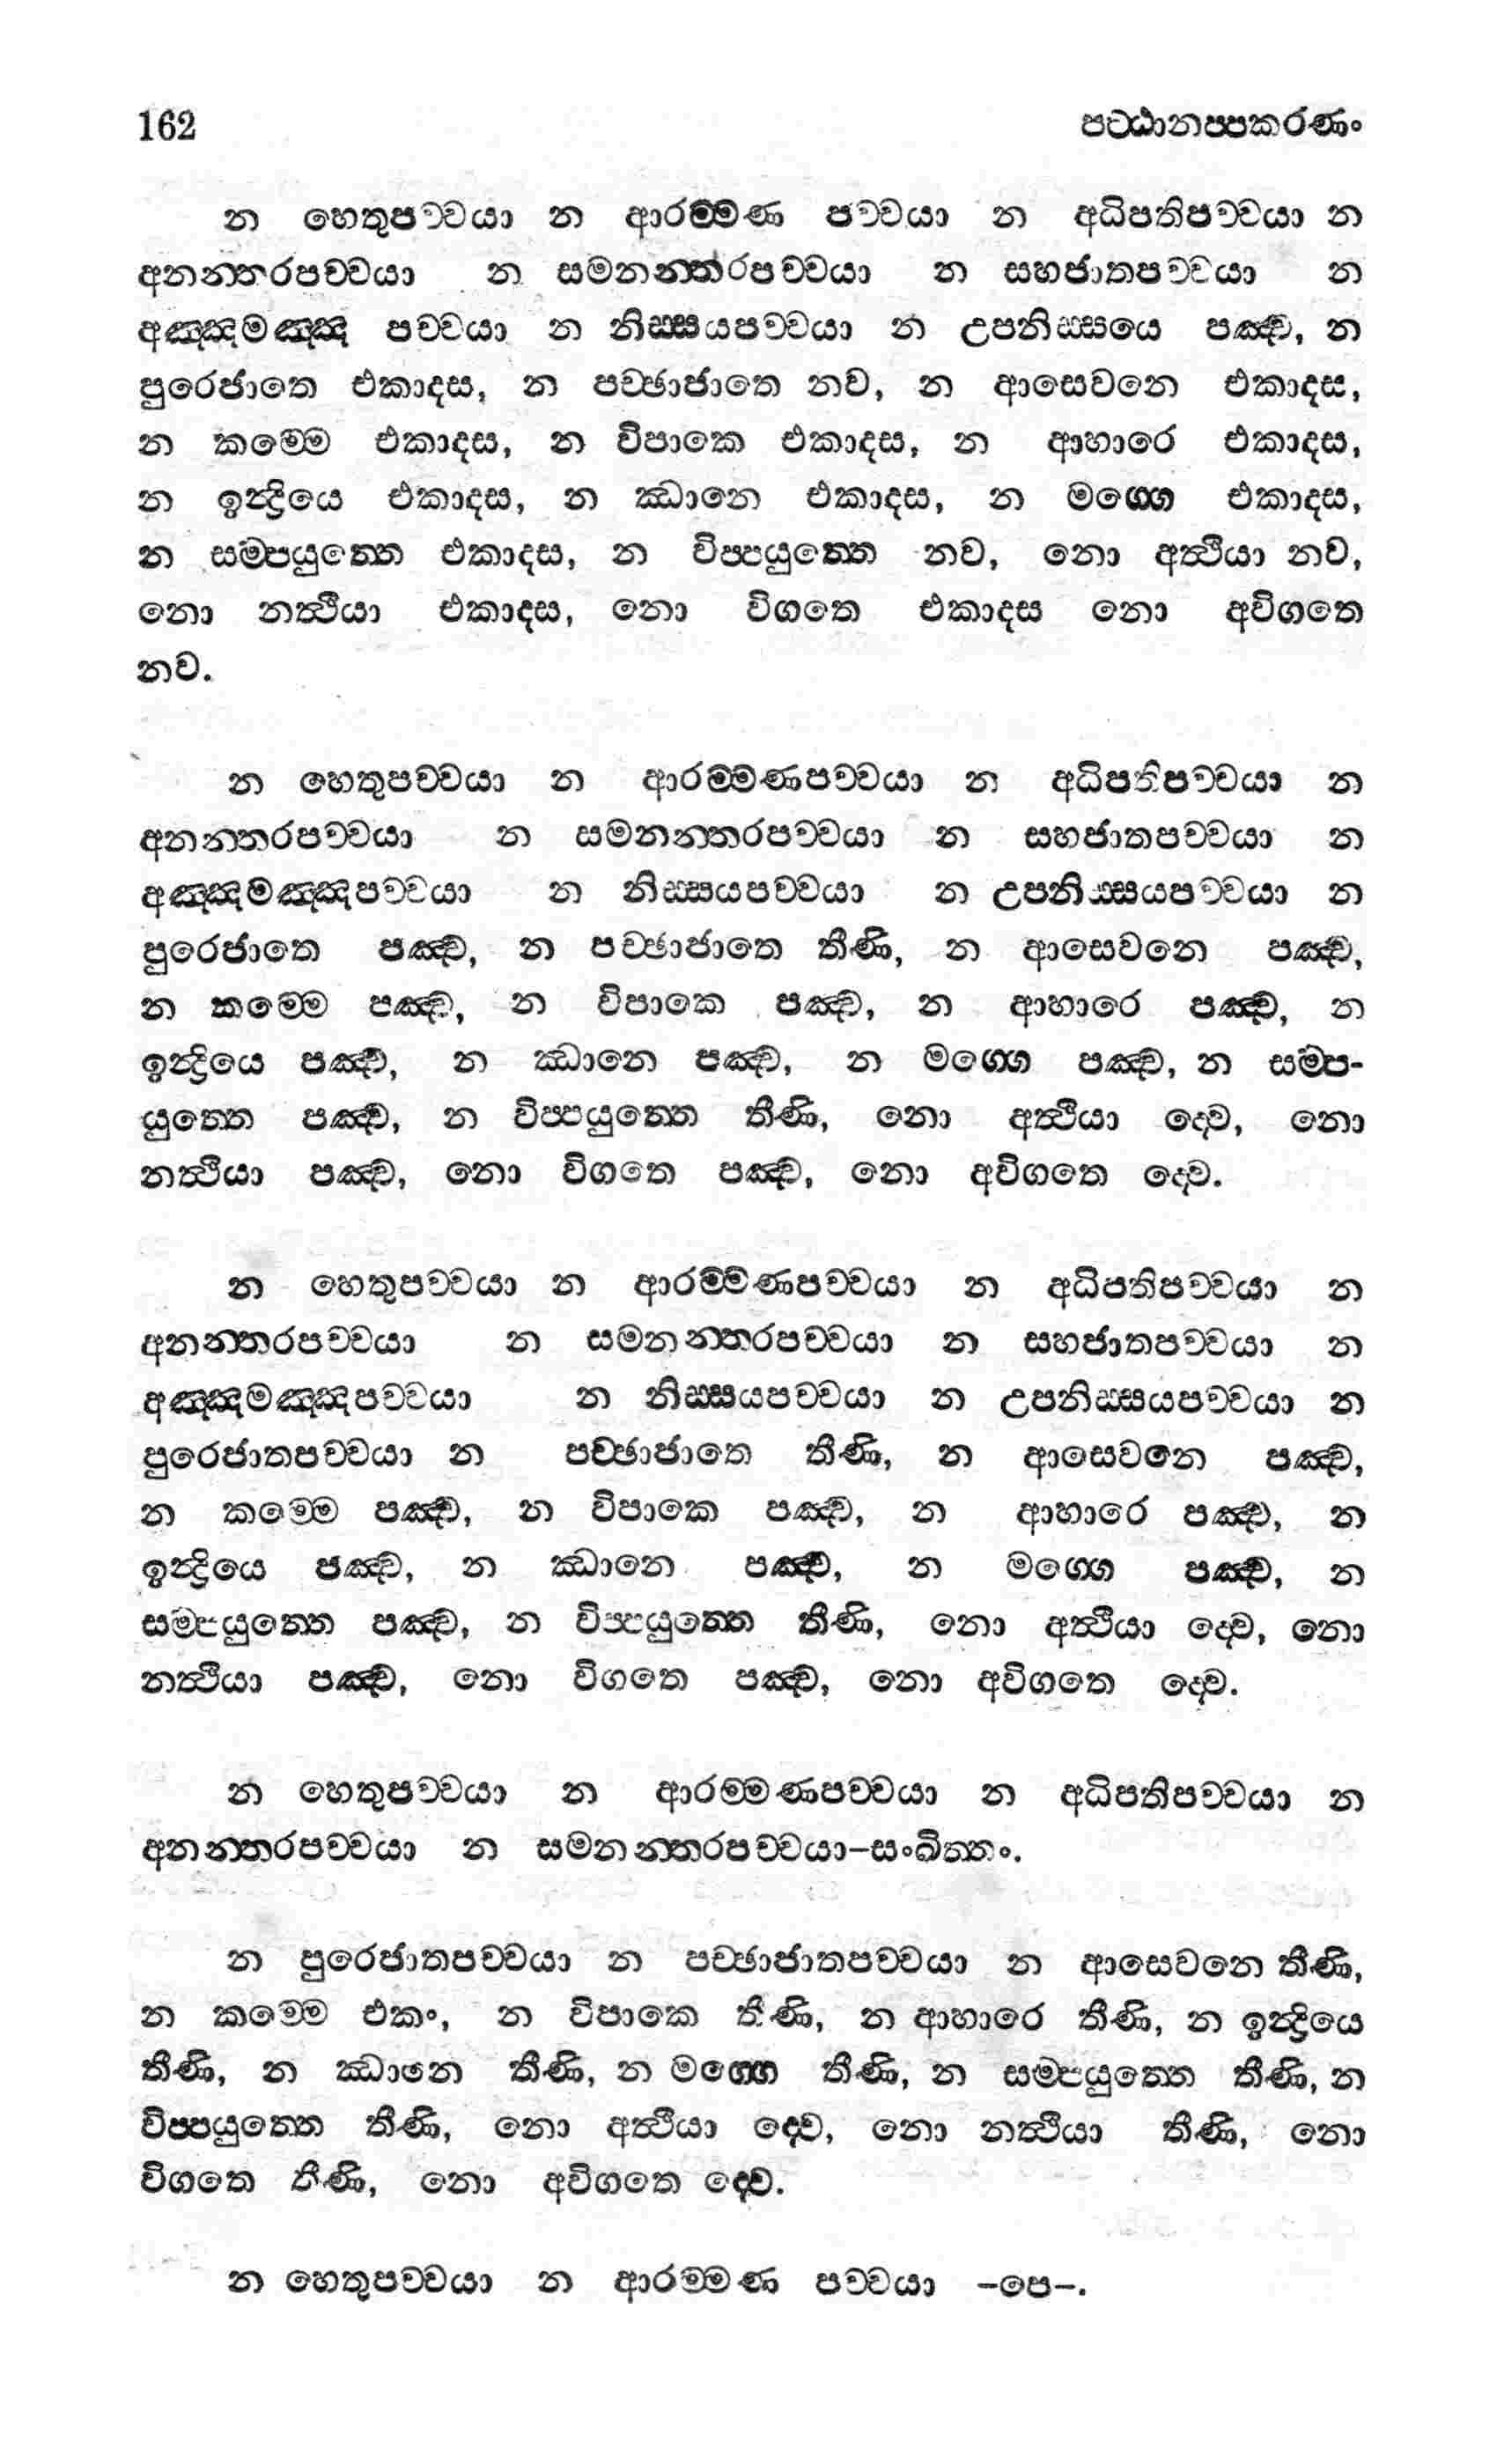 162 පට්ඨානප්පකරණං
න හෙතුපච්චයා න ආරම්මණ පච්චයා න අධිපතිපච්චයා න
අනන්තරපච්චයා න සමනන්තරපච්චයා න සහජාතපච්චයා න
අඤ්ඤමඤ්ඤ පච්චයා න නිස්සයපච්චයා න උපනිස්සයෙ පඤ්ච, න
පුරෙජාතෙ එකාදස, න පච්ඡාජාතෙ නව, න ආසෙවනෙ එකාදස,
න කම්මෙ එකාදස, න විපාකෙ එකාදස, න ආහාරෙ එකාදස,
න ඉන්ද්‍රියෙ එකාදස, න ඣානෙ එකාදස, න මග්ගෙ එකාදස,
න සම්පයුත්තෙ එකාදස, න විප්පයුත්තෙ නව, නො අත්ථියා නව,
නො නත්ථියා එකාදස, නො විගතෙ එකාදස නො අවිගතෙ
නව.
න හෙතුපච්චයා න ආරම්මණපච්චයා න අධිපතිපච්චයා න
අනන්තරපච්චයා න සමනන්තරපච්චයා න සහජාතපච්චයා න
අඤ්ඤමඤ්ඤපච්චයා න නිස්සයපච්චයා න උපනිස්සයපච්චයා න
පුරෙජාතෙ පඤ්ච, න පච්ඡාජාතෙ තීණි, න ආසෙවනෙ පඤ්ච,
න කම්මෙ පඤ්ච, න විපාකෙ පඤ්ච, න ආහාරෙ පඤ්ච, න
ඉන්ද්‍රියෙ පඤ්ච, න ඣානෙ පඤ්ච, න මග්ගෙ පඤ්ච, න සම්ප-
යුත්තෙ පඤ්ච, න විප්පයුත්තෙ තීණි, නො අත්ථියා ද්වෙ, නො
නත්ථියා පඤ්ච, නො විගතෙ පඤ්ච, නො අවිගතෙ ද්වෙ.
න හෙතුපච්චයා න ආරම්මණපච්චයා න අධිපතිපච්චයා න
අනන්තරපච්චයා න සමනන්තරපච්චයා න සහජාතපච්චයා න
අඤ්ඤමඤ්ඤපච්චයා න නිස්සයපච්චයා න උපනිස්සයපච්චයා න
පුරෙජාතපච්චයා න පච්ඡාජාතෙ තීණි, න ආසෙවනෙ පඤ්ච,
න කම්මෙ පඤ්ච, න විපාකෙ පඤ්ච, න ආහාරෙ පඤ්ච, න
ඉන්ද්‍රියෙ පඤ්ච, න ඣානෙ පඤ්ච, න මග්ගෙ පඤ්ච, න
සම්පයුත්තෙ පඤ්ච, න විප්පයුත්තෙ තීණි, නො අත්ථියා ද්වෙ, නො
නත්ථියා පඤ්ච, නො විගතෙ පඤ්ච, නො අවිගතෙ ද්වෙ.
න හෙතුපච්චයා න ආරම්මණපච්චයා න අධිපතිපච්චයා න
අනන්තරපච්චයා න සමනන්තරපච්චයා–සංඛිත්තං.
න පුරෙජාතපච්චයා න පච්ඡාජාතපච්චයා න ආසෙවනෙ තීණි,
න කම්මෙ එකං, න විපාකෙ තීණි, න ආහාරෙ තීණි, න ඉන්ද්‍රියෙ
තීණි, න ඣානෙ තීණි, න මග්ගෙ තීණි, න සම්පයුත්තෙ තීණි, න
විප්පයුත්තෙ තීණි, නො අත්ථියා ද්වෙ, නො නත්ථියා තීණි, නො
විගතෙ තීණි, නො අවිගතෙ ද්වෙ.
න හෙතුපච්චයා න ආරම්මණ පච්චයා –පෙ–.